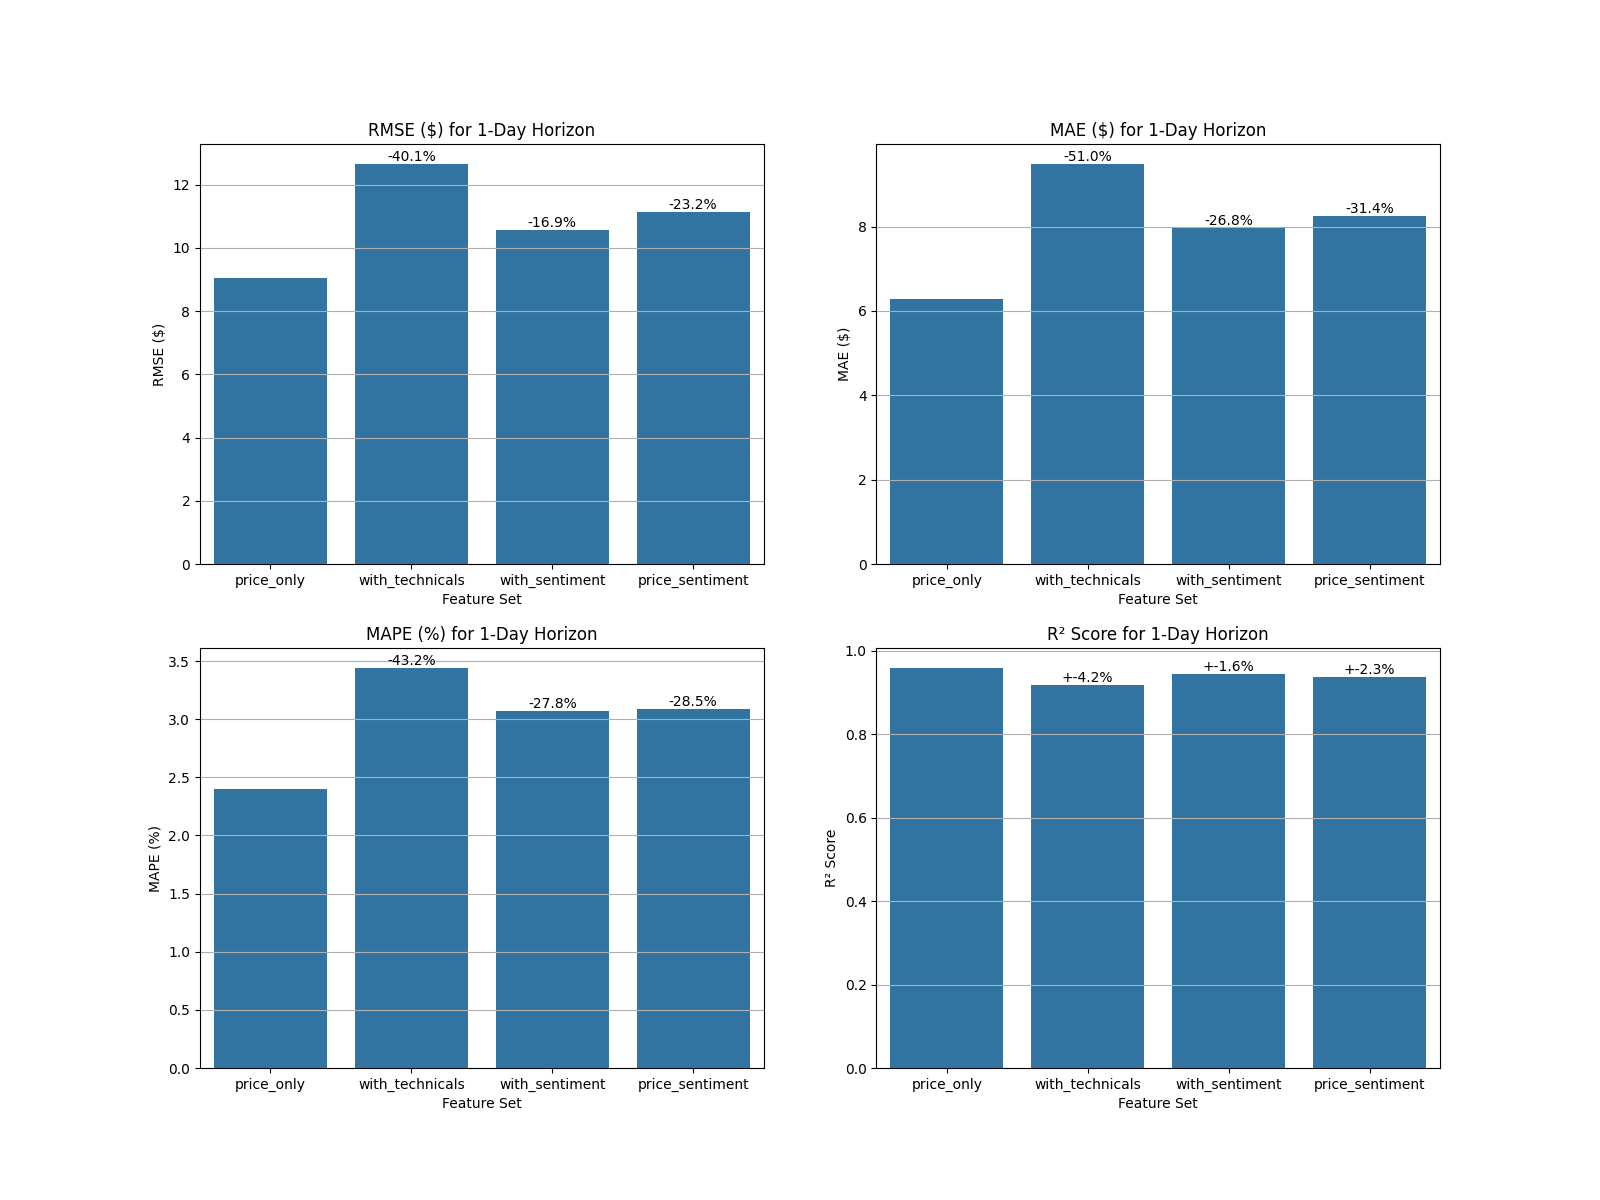 RMSE ($) for 1-Day Horizon
-40.1%
-16.9%
-23.2%
12
10
8
6
4
2
0
RMSE ($)
price_only with_technicals with_sentiment price_sentiment
Feature Set
MAE ($) for 1-Day Horizon
-51.0%
-26.8%
-31.4%
8
6
4
2
0
MAE ($)
price_only with_technicals with_sentiment price_sentiment
Feature Set
MAPE (%) for 1-Day Horizon
-43.2%
-27.8%
-28.5%
3.5
3.0
2.5
2.0
1.5
1.0
0.5
0.0
MAPE (%)
price_only with_technicals with_sentiment price_sentiment
Feature Set
R² Score for 1-Day Horizon
+-4.2%
+-1.6%
+-2.3%
1.0
0.8
0.6
0.4
0.2
0.0
R² Score
price_only with_technicals with_sentiment price_sentiment
Feature Set